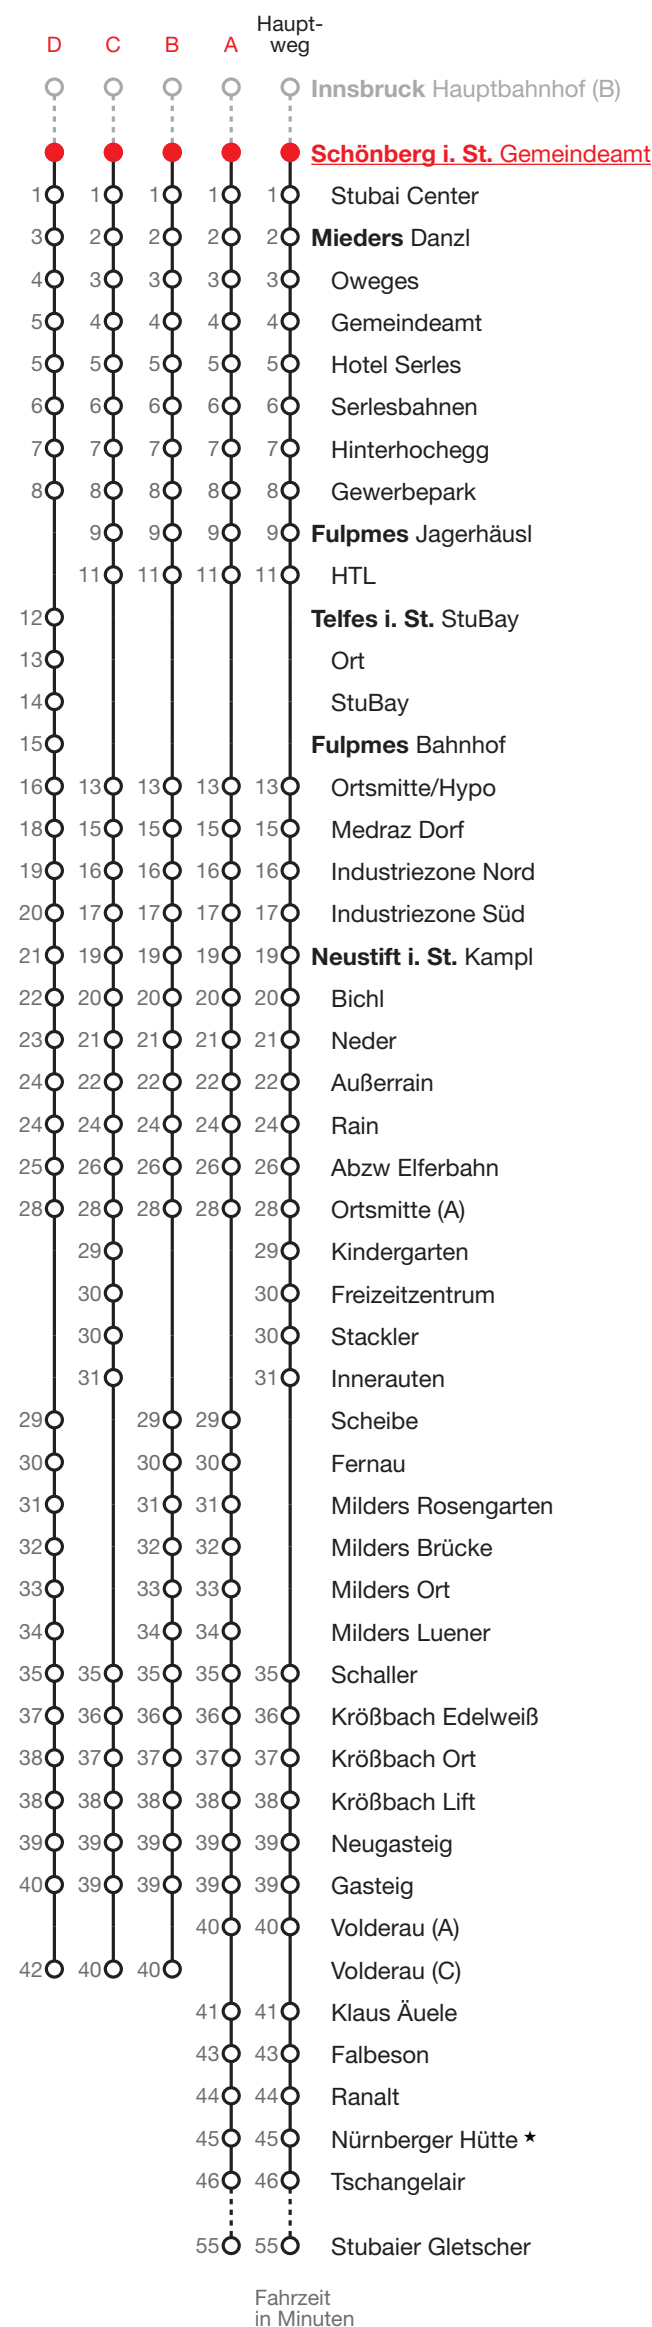 Haupt-
D C B A weg
Innsbruck Hauptbahnhof (B)
Schönberg i. St. Gemeindeamt
1 1 1 1 1 Stubai Center
3 2 2 2 2 Mieders Danzl
4 3 3 3 3 Oweges
5 4 4 4 4 Gemeindeamt
5 5 5 5 5 Hotel Serles
6 6 6 6 6 Serlesbahnen
7 7 7 7 7 Hinterhochegg
8 8 8 8 8 Gewerbepark
9 9 9 9 Fulpmes Jagerhäusl
11 11 11 11 HTL
12 Telfes i. St. StuBay
13 Ort
14 StuBay
15 Fulpmes Bahnhof
16 13 13 13 13 Ortsmitte/Hypo
18 15 15 15 15 Medraz Dorf
19 16 16 16 16 Industriezone Nord
20 17 17 17 17 Industriezone Süd
21 19 19 19 19 Neustift i. St. Kampl
22 20 20 20 20 Bichl
23 21 21 21 21 Neder
24 22 22 22 22 Außerrain
24 24 24 24 24 Rain
25 26 26 26 26 Abzw Elferbahn
28 28 28 28 28 Ortsmitte (A)
29 29 Kindergarten
30 30 Freizeitzentrum
30 30 Stackler
31 31 Innerauten
29 29 29 Scheibe
30 30 30 Fernau
31 31 31 Milders Rosengarten
32 32 32 Milders Brücke
33 33 33 Milders Ort
34 34 34 Milders Luener
35 35 35 35 35 Schaller
37 36 36 36 36 Krößbach Edelweiß
38 37 37 37 37 Krößbach Ort
38 38 38 38 38 Krößbach Lift
39 39 39 39 39 Neugasteig
40 39 39 39 39 Gasteig
40 40 Volderau (A)
42 40 40 Volderau (C)
41 41 Klaus Äuele
43 43 Falbeson
44 44 Ranalt
45 45 Nürnberger Hütte ★
46 46 Tschangelair
55 55 Stubaier Gletscher
Fahrzeit
in Minuten